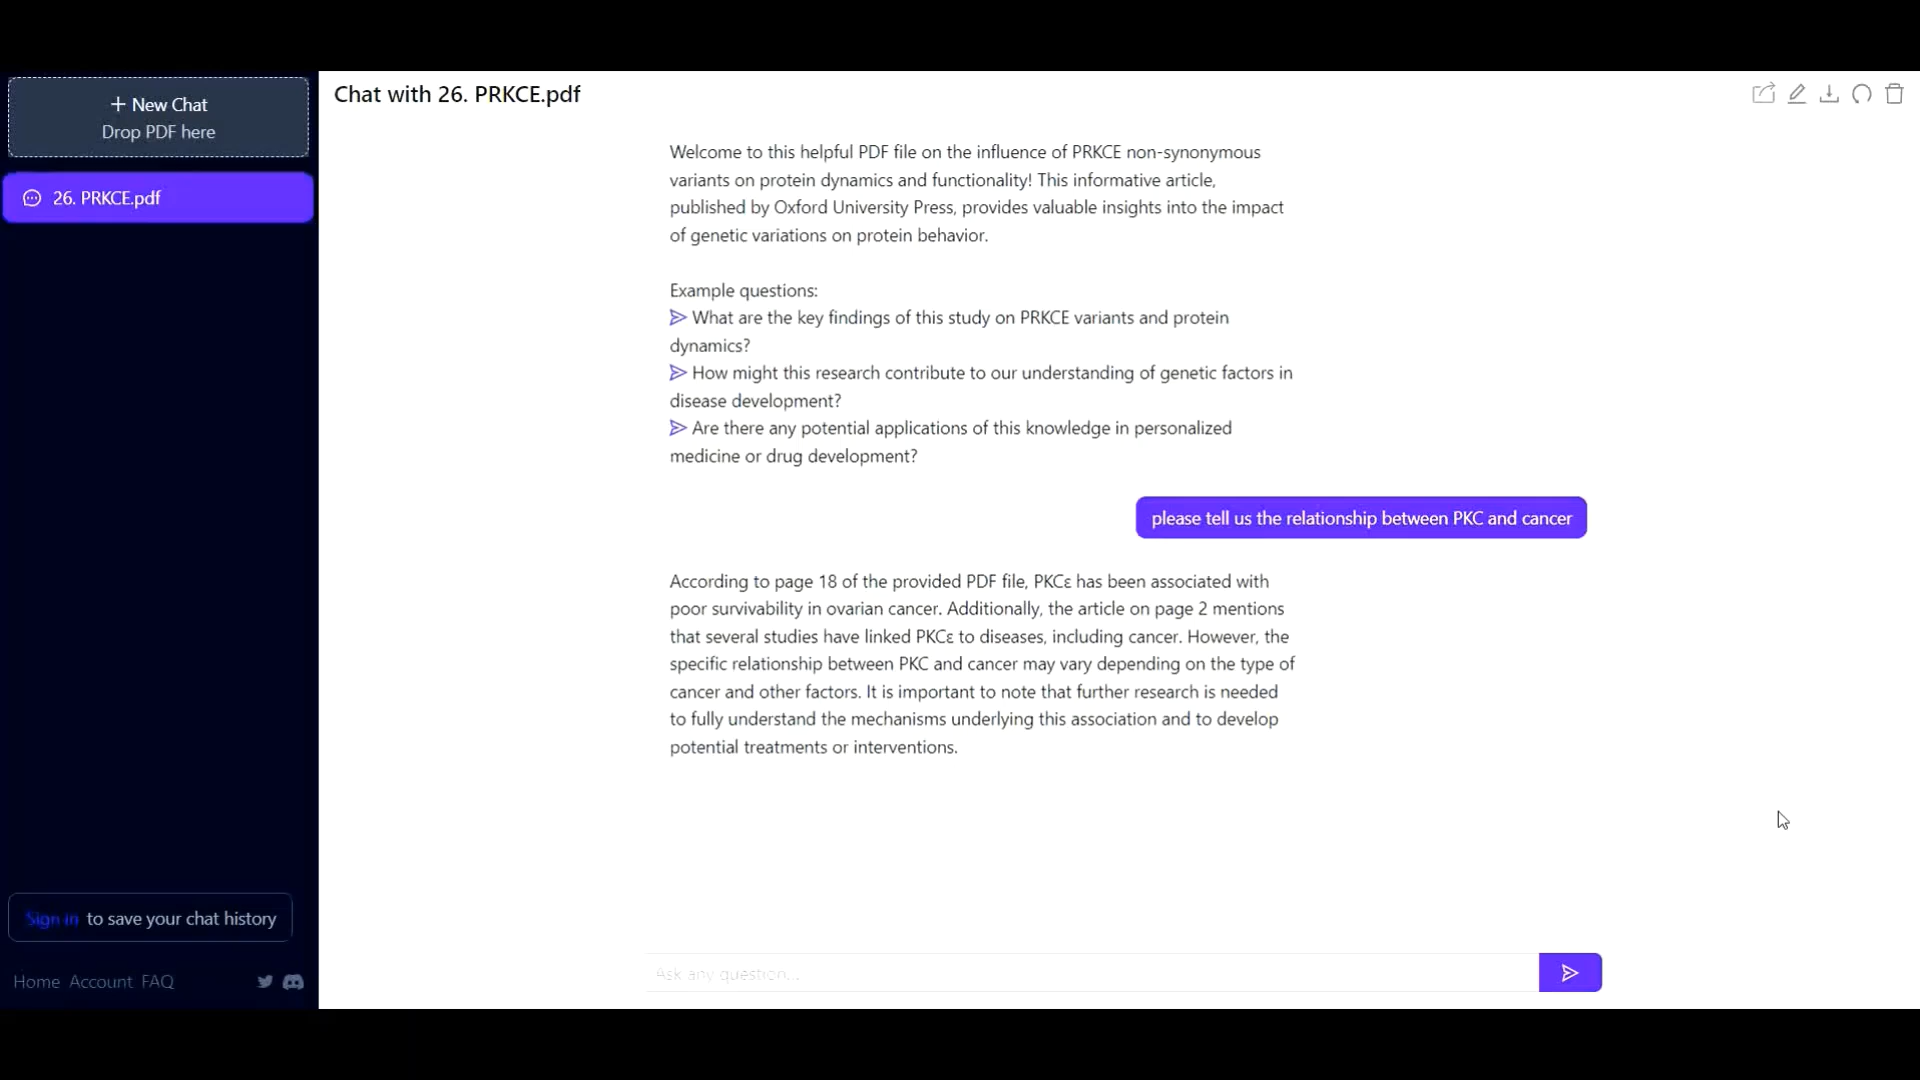 + New Chat
Drop PDF here
26. PRKCE.pdf
Sign in to save your chat history
Home Account FAQ
Chat with 26. PRKCE.pdf
Welcome to this helpful PDF file on the influence of PRKCE non-synonymous
variants on protein dynamics and functionality! This informative article,
published by Oxford University Press, provides valuable insights into the impact
of genetic variations on protein behavior.
Example questions:
What are the key findings of this study on PRKCE variants and protein
dynamics?
How might this research contribute to our understanding of genetic factors in
disease development?
Are there any potential applications of this knowledge in personalized
medicine or drug development?
please tell us the relationship between PKC and cancer
According to page 18 of the provided PDF file, PKCε has been associated with
poor survivability in ovarian cancer. Additionally, the article on page 2 mentions
that several studies have linked PKCε to diseases, including cancer. However, the
specific relationship between PKC and cancer may vary depending on the type of
cancer and other factors. It is important to note that further research is needed
to fully understand the mechanisms underlying this association and to develop
potential treatments or interventions.
Ask any question...